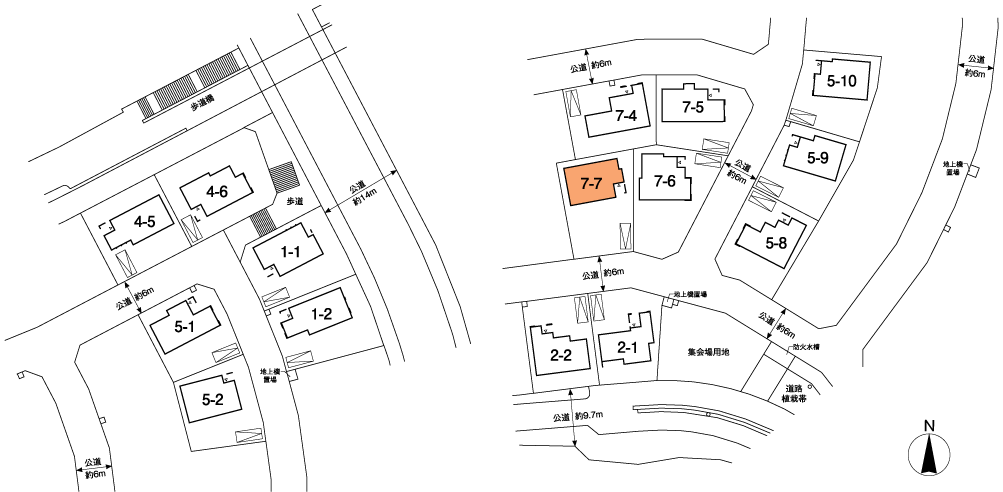 歩道橋
4-6
4-5
歩道
公道
約14m
1-1
公道 約6m
5-1
1-2
地上機
置場
5-2
公道
約6m
公道 約6m
7-4
7-5
7-7
7-6
公道
約6m
5-10
5-9
5-8
公道
約6m
地上機
置場
公道 約6m
地上機置場
2-2
2-1
集会場用地
公道 約6m
防火水槽
道路
植栽帯
公道 約9.7m
N